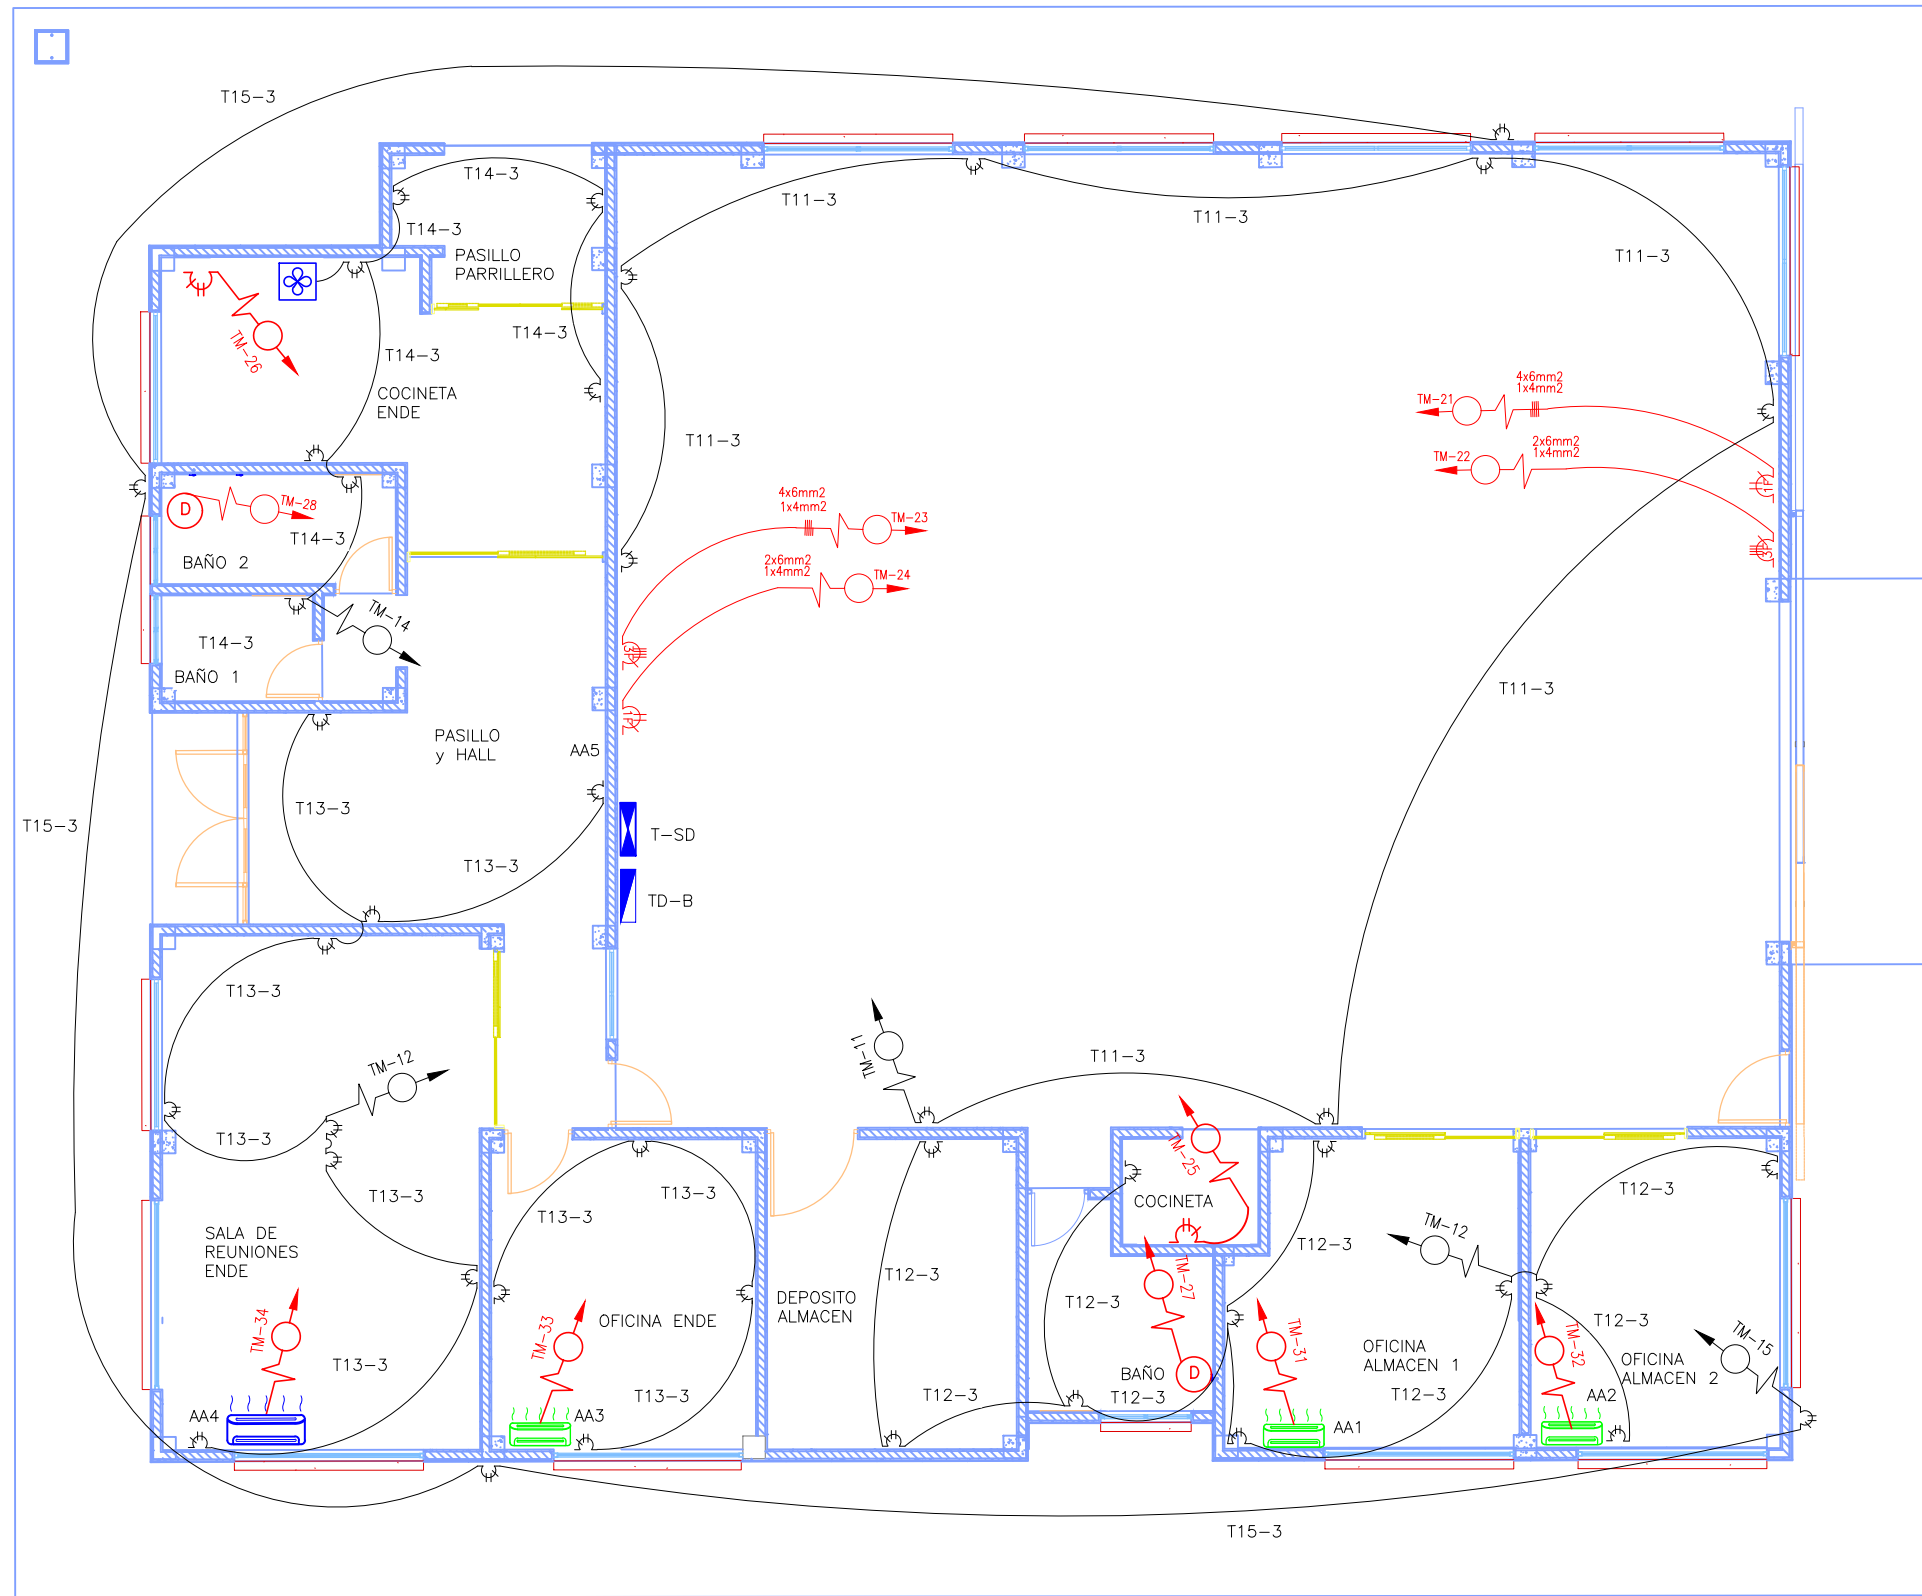 T15-3
T14-3
T11-3
T11-3
T14-3
PASILLO
PARRILLERO
T11-3
TM-26
T14-3
T14-3
COCINETA
ENDE
T11-3
TM-21
4x6mm2
1x4mm2
TM-22
2x6mm2
1x4mm2
D
TM-28
T14-3
BAÑO 2
4x6mm2
1x4mm2
TM-23
2x6mm2
1x4mm2
TM-24
1P
3P
TM-14
T14-3
BAÑO 1
3P
1P
T11-3
PASILLO
y HALL
AA5
T13-3
T-SD
T15-3
T13-3
TD-B
T13-3
TM-12
TM-11
T11-3
T13-3
TM-25
T13-3
T13-3
T13-3
COCINETA
T12-3
SALA DE
REUNIONES
ENDE
TM-12
T12-3
T12-3
TM-27
T12-3
DEPOSITO
ALMACEN
OFICINA ENDE
TM-34
TM-33
TM-31
TM-32
T12-3
TM-15
T13-3
OFICINA
ALMACEN 1
OFICINA
ALMACEN 2
BAÑO
D
T13-3
T12-3
T12-3
T12-3
AA2
AA4
AA3
AA1
T15-3